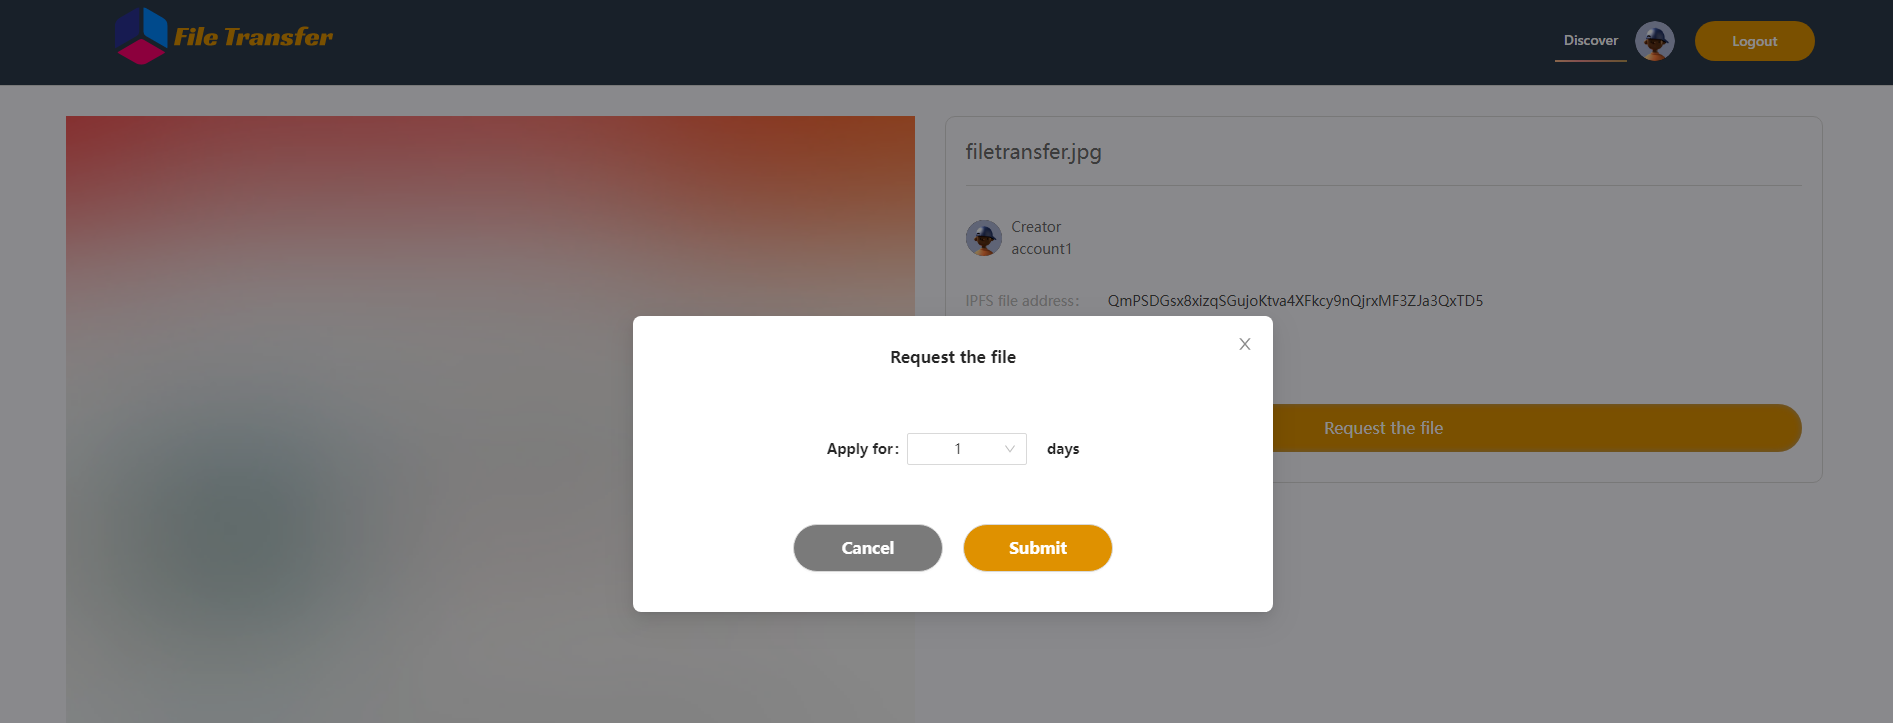 File Transfer
Discover
Logout
filetransfer.jpg
Creator
account1
IPFS file address: QmPSDGsx8xizqSGujoKtva4XFkcy9nQjrxMF3ZJa3QxTD5
Request the file
Request the file
Apply for: 1 days
Cancel
Submit